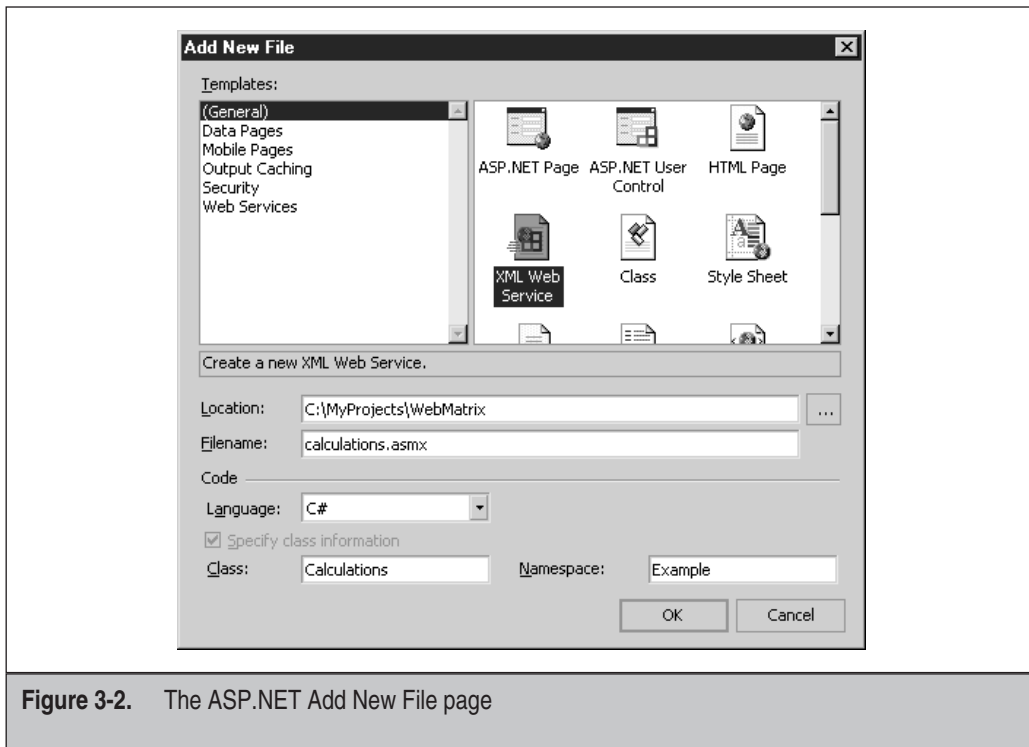 Add New File
Templates:
(General)
Data Pages
Mobile Pages
Output Caching
Security
Web Services
ASP.NET Page
ASP.NET User
Control
HTML Page
XML Web
Service
Class
Style Sheet
Create a new XML Web Service.
Location:
C:\MyProjects\WebMatrix
...
Filename:
calculations.asmx
Code
Language:
C#
Specify class information
Class:
Calculations
Namespace:
Example
OK
Cancel
Figure 3-2. The ASP.NET Add New File page